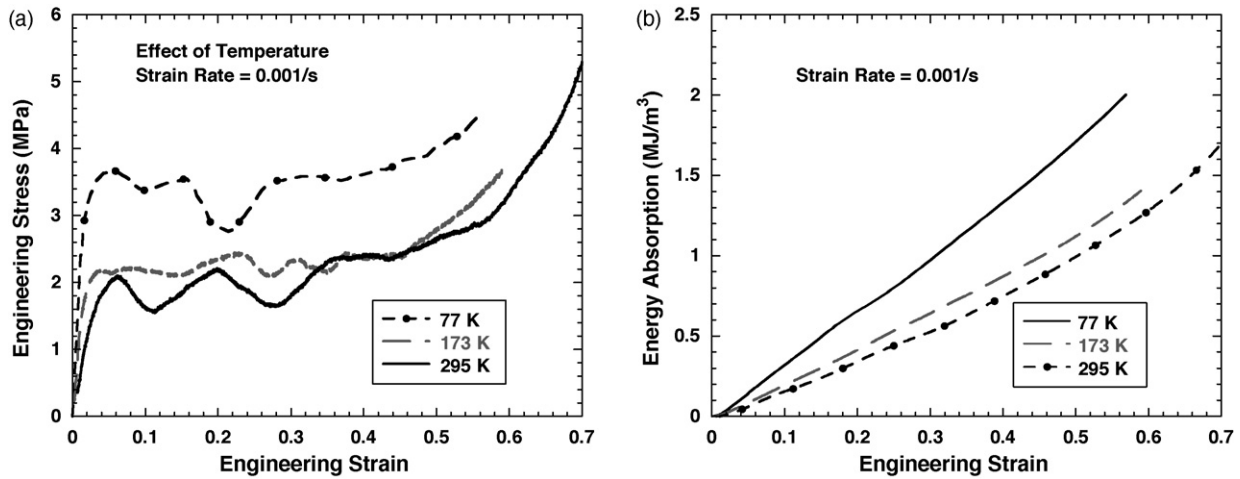 (a)
6
5
4
3
2
1
0
Engineering Stress (MPa)
Effect of Temperature
Strain Rate = 0.001/s
77 K
173 K
295 K
0 0.1 0.2 0.3 0.4 0.5 0.6 0.7
Engineering Strain
(b)
2.5
2
1.5
1
0.5
0
Energy Absorption (MJ/m³)
Strain Rate = 0.001/s
77 K
173 K
295 K
0 0.1 0.2 0.3 0.4 0.5 0.6 0.7
Engineering Strain